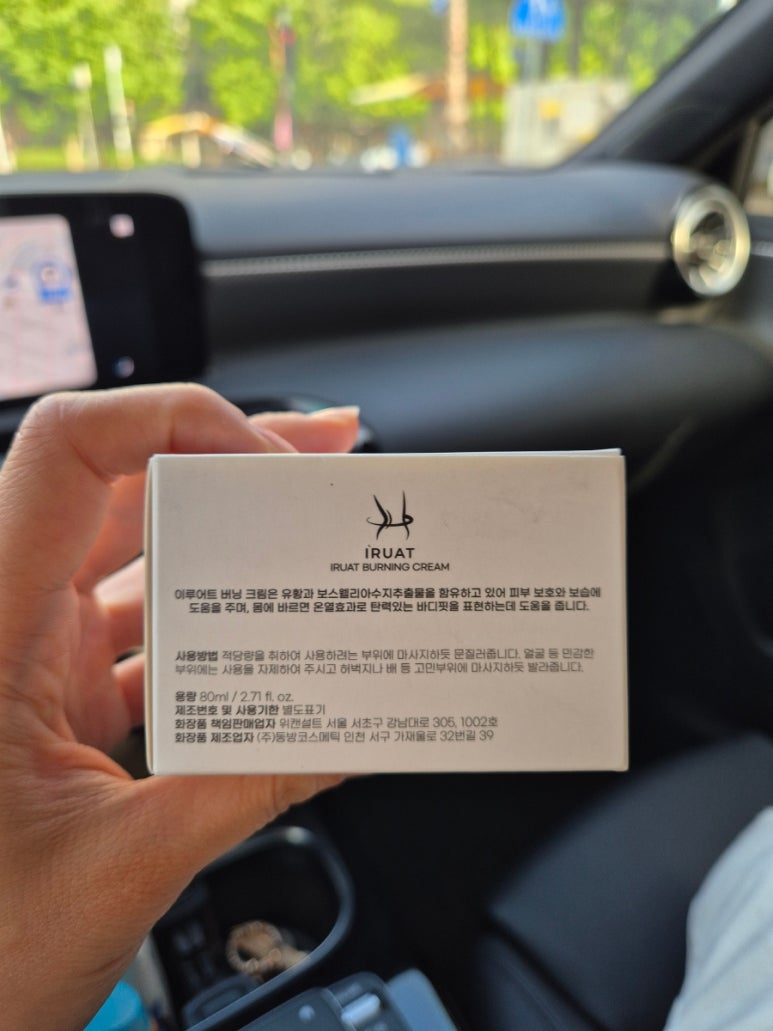 IRUAT
IRUAT BURNING CREAM
이루어트 버닝 크림은 유황과 보스웰리아수지추출물을 함유하고 있어 피부 보호와 보습에
도움을 주며, 몸에 바르면 온열효과로 탄력있는 바디핏을 표현하는데 도움을 줍니다.
사용방법 적당량을 취하여 사용하려는 부위에 마사지하듯 문질러줍니다. 얼굴 등 민감한
부위에는 사용을 자제하여 주시고 허벅지나 배 등 고민부위에 마사지하듯 발라줍니다.
용량 80ml / 2.71 fl. oz.
제조번호 및 사용기한 별도표기
화장품 책임판매업자 위캔설트 서울 서초구 강남대로 305, 1002호
화장품 제조업자 (주)동방코스메틱 인천 서구 가재울로 32번길 39